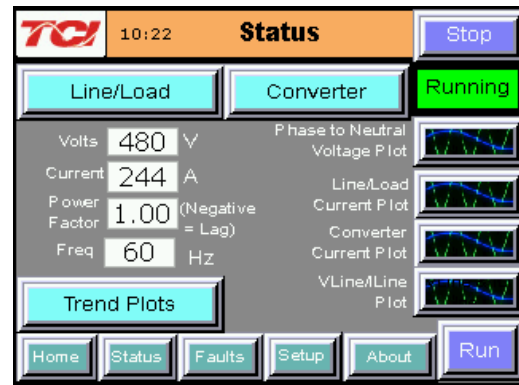 TCI 10:22 Status Stop
Line/Load Converter Running
Volts 480 V
Current 244 A
Power
Factor 1.00 (Negative
= Lag)
Freq 60 Hz
Phase to Neutral
Voltage Plot
Line/Load
Current Plot
Converter
Current Plot
VLine/ILine
Plot
Trend Plots
Home Status Faults Setup About Run